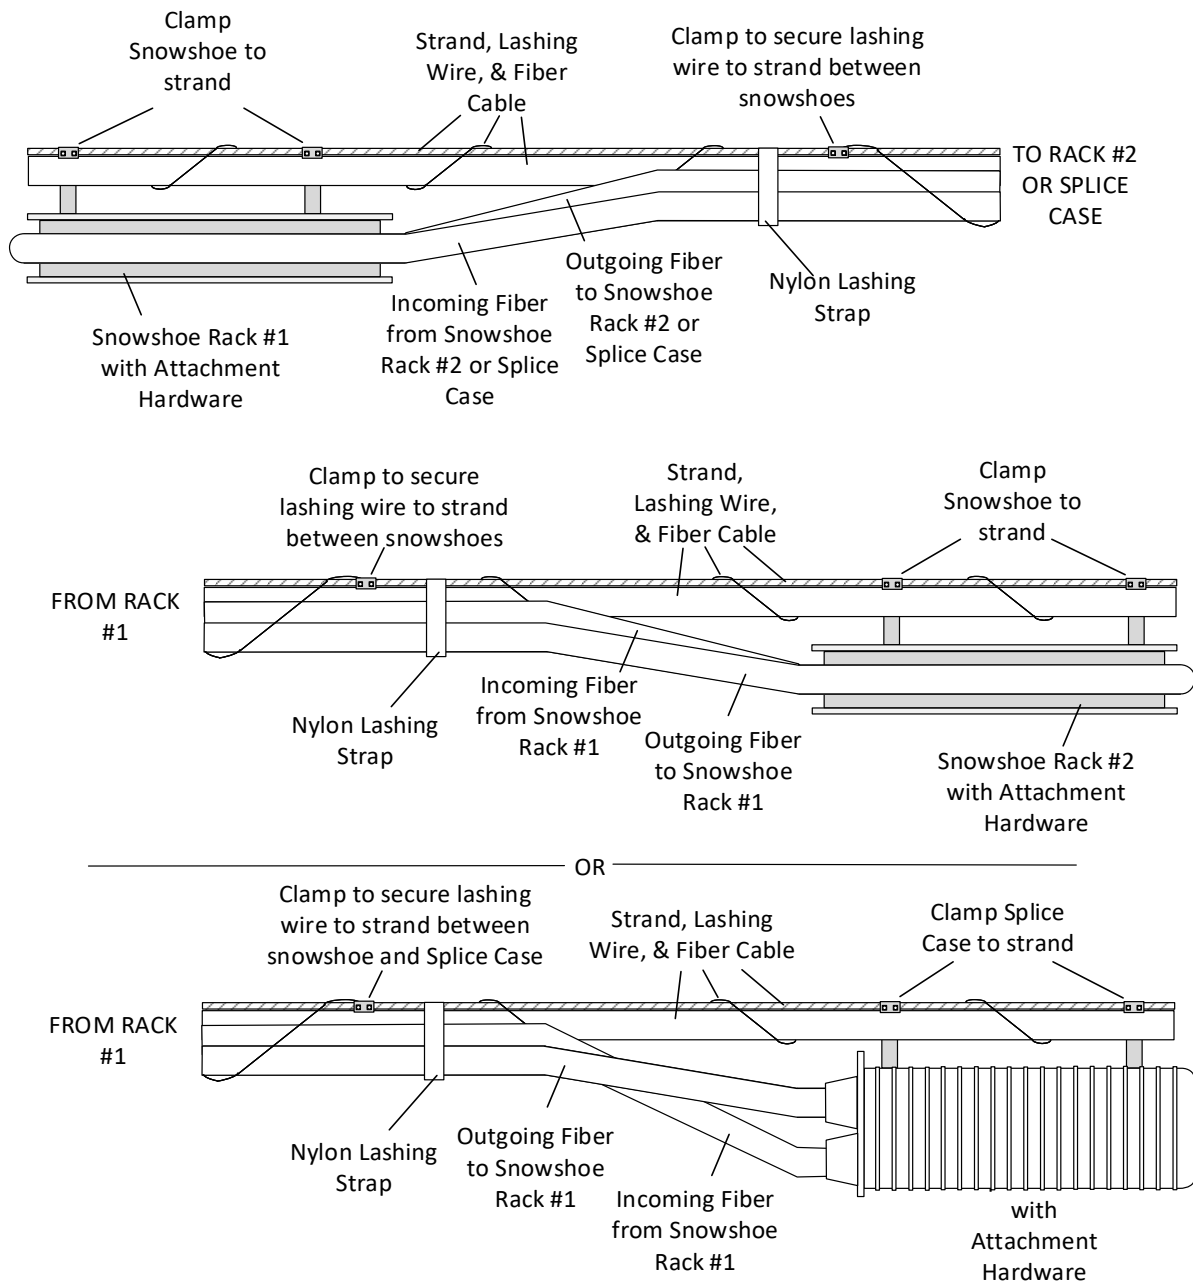 Clamp
Snowshoe to
strand
Strand, Lashing
Wire, & Fiber
Cable
Clamp to secure lashing
wire to strand between
snowshoes
TO RACK #2
OR SPLICE
CASE
Snowshoe Rack #1
with Attachment
Hardware
Incoming Fiber
from Snowshoe
Rack #2 or Splice
Case
Outgoing Fiber
to Snowshoe
Rack #2 or
Splice Case
Nylon Lashing
Strap
Clamp to secure
lashing wire to strand
between snowshoes
Strand,
Lashing Wire,
& Fiber Cable
Clamp
Snowshoe to
strand
FROM RACK
#1
Nylon Lashing
Strap
Incoming Fiber
from Snowshoe
Rack #1
Outgoing Fiber
to Snowshoe
Rack #1
Snowshoe Rack #2
with Attachment
Hardware
OR
Clamp to secure lashing
wire to strand between
snowshoe and Splice Case
Strand, Lashing
Wire, & Fiber Cable
Clamp Splice
Case to strand
FROM RACK
#1
Nylon Lashing
Strap
Outgoing Fiber
to Snowshoe
Rack #1
Incoming Fiber
from Snowshoe
Rack #1
with
Attachment
Hardware